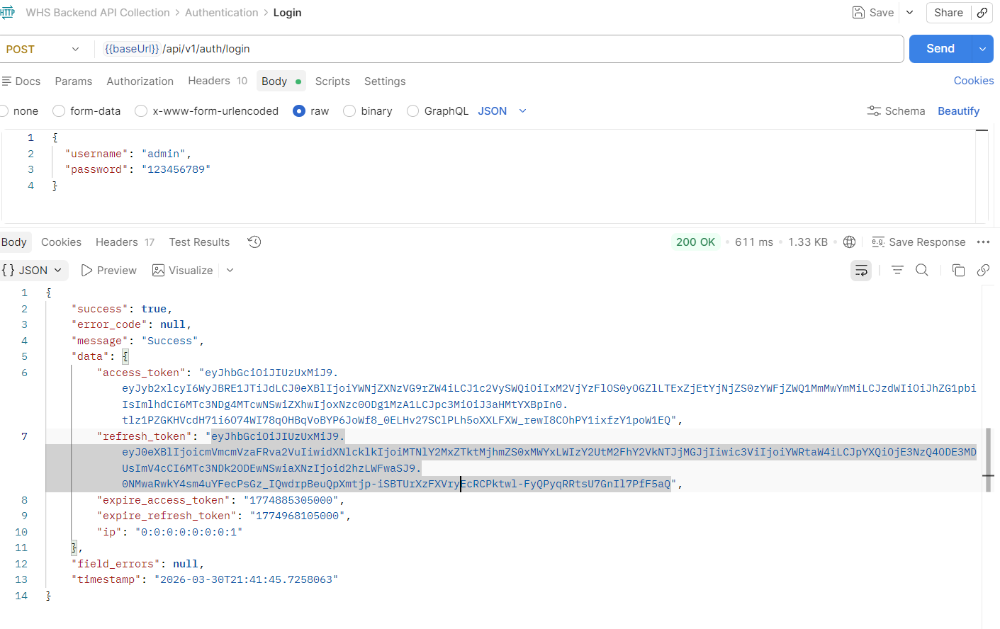 HTTP WHS Backend API Collection > Authentication > Login Save Share
POST {{baseUrl}}/api/v1/auth/login Send
Docs Params Authorization Headers 10 Body Scripts Settings Cookies
none form-data x-www-form-urlencoded raw binary GraphQL JSON Schema Beautify
1 {
2 "username": "admin",
3 "password": "123456789"
4 }
Body Cookies Headers 17 Test Results 200 OK 611 ms 1.33 KB e.g. Save Response
{} JSON Preview Visualize
1 {
2 "success": true,
3 "error_code": null,
4 "message": "Success",
5 "data": {
6 "access_token": "eyJhbGciOiJIUzUxMiJ9.
eyJyb2xlcyI6WyJBRE1JTiJdLCJ0eXBlIjoiYWNjZXNzVG9rZW4iLCJ1c2VySWQiOiIxM2VjYzFlOS0yOGZlLTExZjEtYjNjZS0zYWFjZWQ1MmMwYmMiLCJzdWIiOiJhZG1pbi
IsImlhdCI6MTc3NDg4MTcwNSwiZXhwIjoxNzc0ODg1MzA1LCJpc3MiOiJ3aHMtYXBpIn0.
tlz1PZGKHVcdH71i6O74WI78qOHBqVoBYP6JoWf8_0ELHv27SClPLh5oXXLFXW_rewI8COhPY1ixfzY1poW1EQ",
7 "refresh_token": "eyJhbGciOiJIUzUxMiJ9.
eyJ0eXBlIjoicmVmcmVzaFRva2VuIiwidXNlcklkIjoiMTNlY2MxZTktMjhmZS0xMWYxLWIzY2UtM2FhY2VkNTJjMGJjIiwic3ViIjoiYWRtaW4iLCJpYXQiOjE3NzQ4ODE3MD
UsImV4cCI6MTc3NDk2ODEwNSwiaXNzIjoid2hzLWFwaSJ9.
0NMwaRwkY4sm4uYFecPsGz_IQwdrpBeuQpXmtjp-iSBTUrXzFXVryEcRCPktwl-FyQPyqRRtsU7GnIl7PfF5aQ",
8 "expire_access_token": "1774885305000",
9 "expire_refresh_token": "1774968105000",
10 "ip": "0:0:0:0:0:0:0:1"
11 },
12 "field_errors": null,
13 "timestamp": "2026-03-30T21:41:45.7258063"
14 }